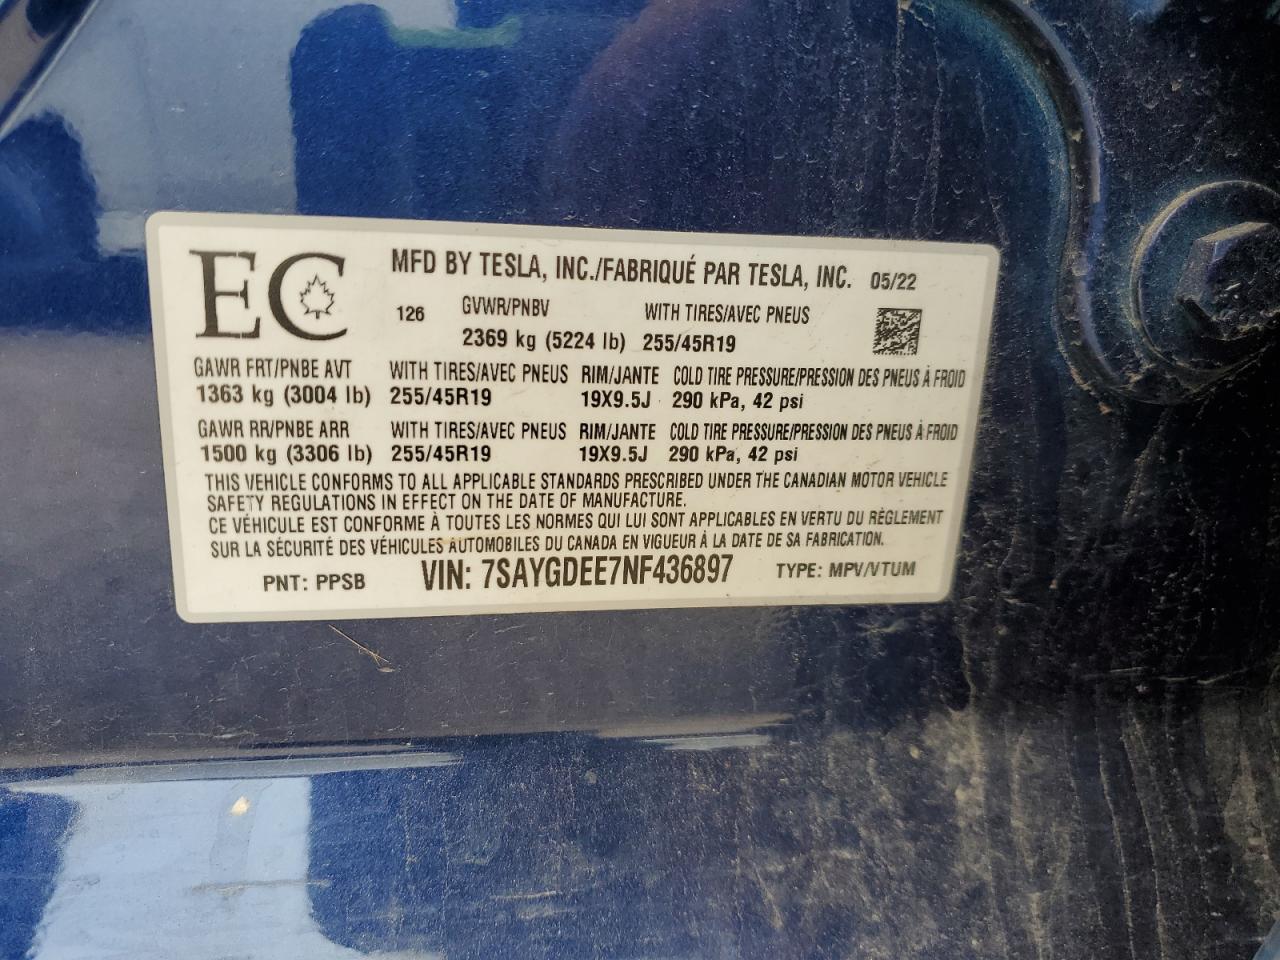 EC MFD BY TESLA, INC./FABRIQUÉ PAR TESLA, INC. 05/22
126 GVWR/PNBV WITH TIRES/AVEC PNEUS
2369 kg (5224 lb) 255/45R19
GAWR FRT/PNBE AVT WITH TIRES/AVEC PNEUS RIM/JANTE COLD TIRE PRESSURE/PRESSION DES PNEUS À FROID
1363 kg (3004 lb) 255/45R19 19X9.5J 290 kPa, 42 psi
GAWR RR/PNBE ARR WITH TIRES/AVEC PNEUS RIM/JANTE COLD TIRE PRESSURE/PRESSION DES PNEUS À FROID
1500 kg (3306 lb) 255/45R19 19X9.5J 290 kPa, 42 psi
THIS VEHICLE CONFORMS TO ALL APPLICABLE STANDARDS PRESCRIBED UNDER THE CANADIAN MOTOR VEHICLE
SAFETY REGULATIONS IN EFFECT ON THE DATE OF MANUFACTURE.
CE VÉHICULE EST CONFORME À TOUTES LES NORMES QUI LUI SONT APPLICABLES EN VERTU DU RÈGLEMENT
SUR LA SÉCURITÉ DES VÉHICULES AUTOMOBILES DU CANADA EN VIGUEUR À LA DATE DE SA FABRICATION.
PNT: PPSB VIN: 7SAYGDEE7NF436897 TYPE: MPV/VTUM